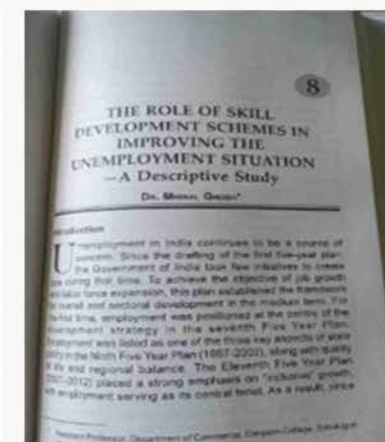 8
THE ROLE OF SKILL
DEVELOPMENT SCHEMES IN
IMPROVING THE
UNEMPLOYMENT SITUATION
—A Descriptive Study
Introduction
Unemployment in India continues to be a source of
concern. Since the drafting of the first five-year plan
the Government of India took few initiatives to create
jobs during that time. To achieve the objective of job growth
and labor force expansion, this plan established the framework
for overall and sectoral development in the medium term. For
the first time, employment was positioned at the centre of the
development strategy in the seventh Five Year Plan.
Employment was listed as one of the three key aspects of state
policy in the Ninth Five Year Plan (1997-2002), along with quality
of life and regional balance. The Eleventh Five Year Plan
(2007-2012) placed a strong emphasis on "inclusive" growth,
with employment serving as its central tenet. As a result, since
Assistant Professor, Department of Commerce, College,